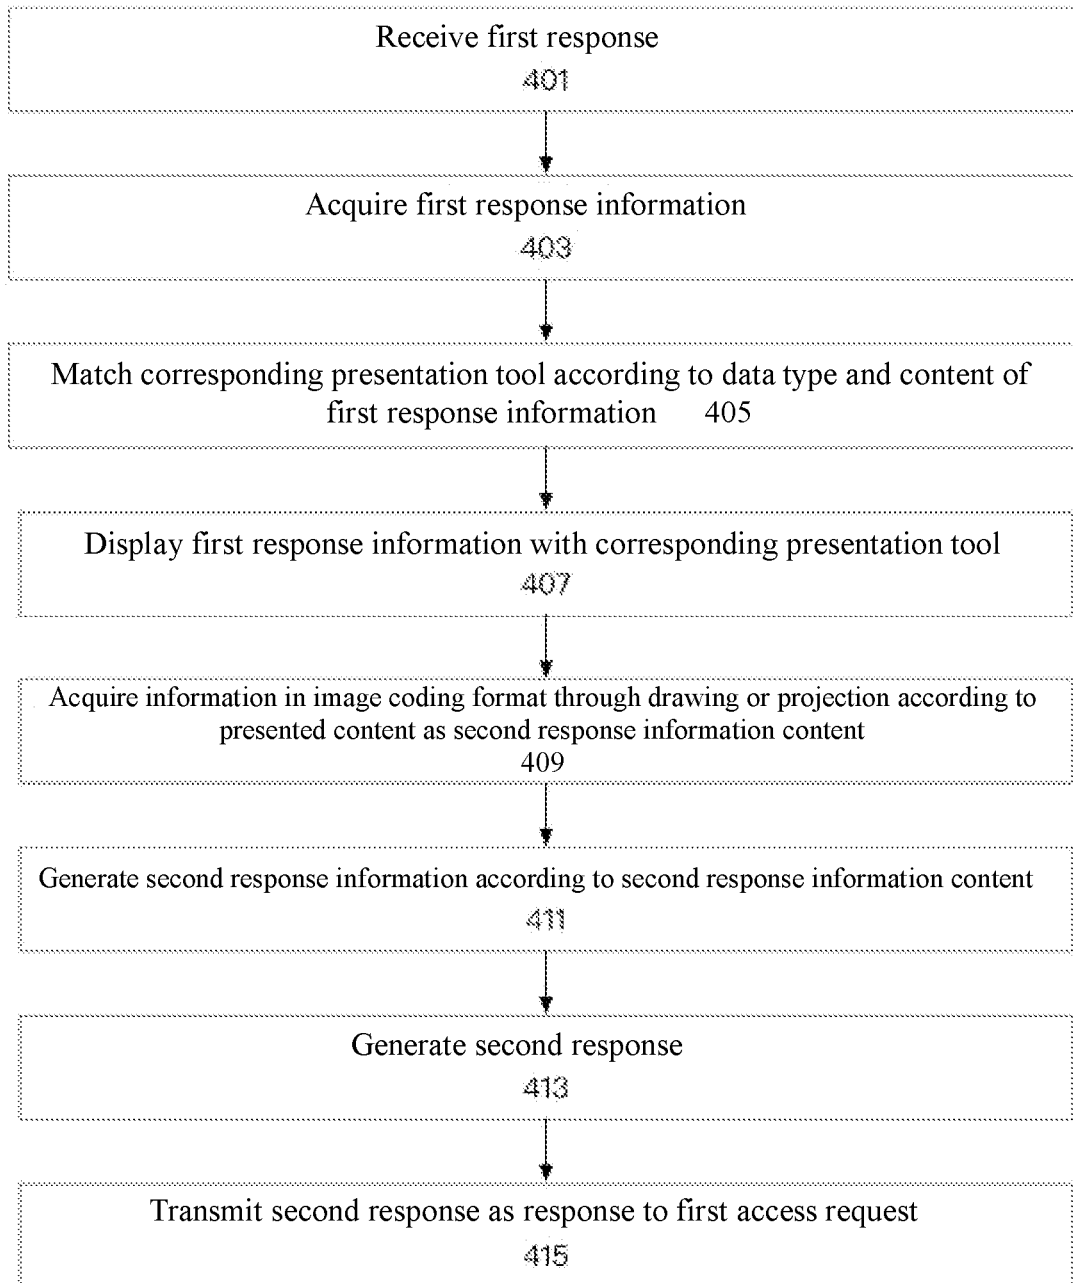 Receive first response
401
Acquire first response information
403
Match corresponding presentation tool according to data type and content of
first response information 405
Display first response information with corresponding presentation tool
407
Acquire information in image coding format through drawing or projection according to
presented content as second response information content
409
Generate second response information according to second response information content
411
Generate second response
413
Transmit second response as response to first access request
415